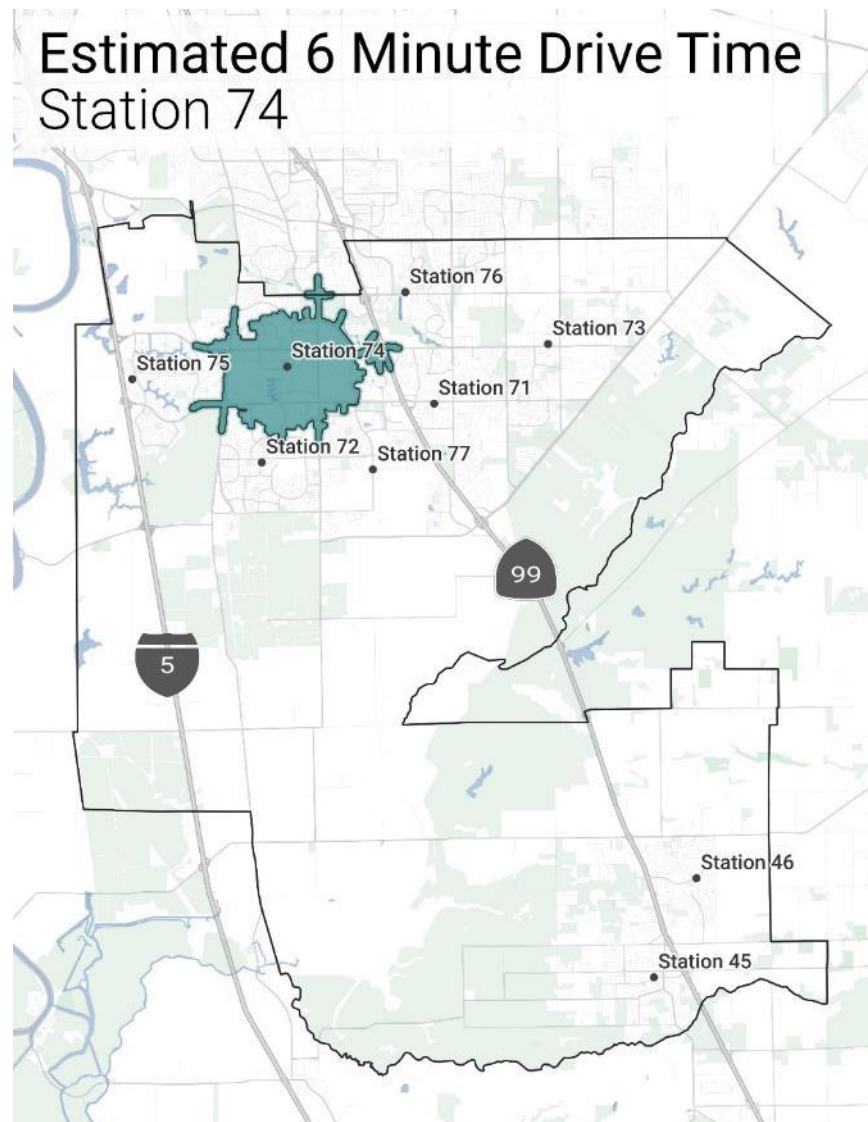 Estimated 6 Minute Drive Time
Station 74
Station 76
Station 73
Station 74
Station 75
Station 71
Station 72
Station 77
99
5
Station 46
Station 45